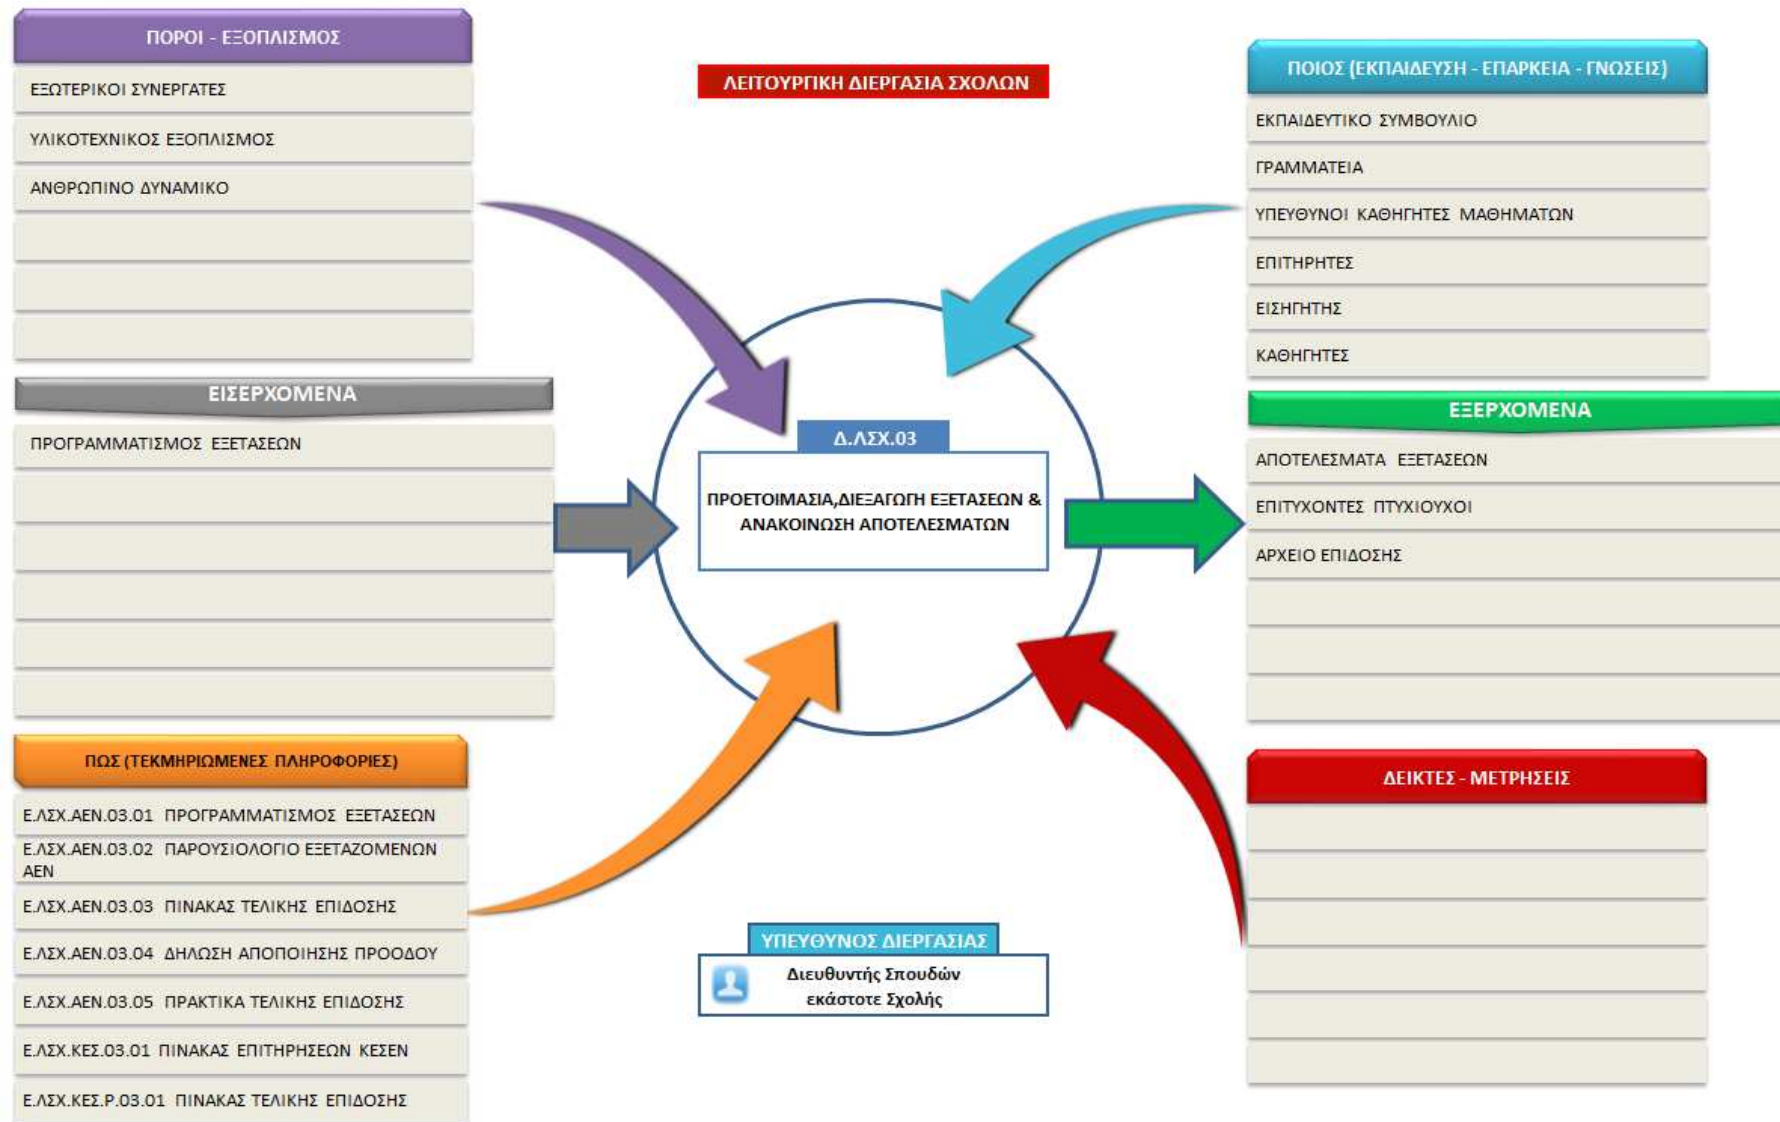 ΠΟΡΟΙ - ΕΞΟΠΛΙΣΜΟΣ
ΕΞΩΤΕΡΙΚΟΙ ΣΥΝΕΡΓΑΤΕΣ
ΥΛΙΚΟΤΕΧΝΙΚΟΣ ΕΞΟΠΛΙΣΜΟΣ
ΑΝΘΡΩΠΙΝΟ ΔΥΝΑΜΙΚΟ
ΛΕΙΤΟΥΡΓΙΚΗ ΔΙΕΡΓΑΣΙΑ ΣΧΟΛΩΝ
ΠΟΙΟΣ (ΕΚΠΑΙΔΕΥΣΗ - ΕΠΑΡΚΕΙΑ - ΓΝΩΣΕΙΣ)
ΕΚΠΑΙΔΕΥΤΙΚΟ ΣΥΜΒΟΥΛΙΟ
ΓΡΑΜΜΑΤΕΙΑ
ΥΠΕΥΘΥΝΟΙ ΚΑΘΗΓΗΤΕΣ ΜΑΘΗΜΑΤΩΝ
ΕΠΙΤΗΡΗΤΕΣ
ΕΙΣΗΓΗΤΗΣ
ΚΑΘΗΓΗΤΕΣ
ΕΙΣΕΡΧΟΜΕΝΑ
ΠΡΟΓΡΑΜΜΑΤΙΣΜΟΣ ΕΞΕΤΑΣΕΩΝ
Δ.ΛΣΧ.03
ΠΡΟΕΤΟΙΜΑΣΙΑ,ΔΙΕΞΑΓΩΓΗ ΕΞΕΤΑΣΕΩΝ &
ΑΝΑΚΟΙΝΩΣΗ ΑΠΟΤΕΛΕΣΜΑΤΩΝ
ΕΞΕΡΧΟΜΕΝΑ
ΑΠΟΤΕΛΕΣΜΑΤΑ ΕΞΕΤΑΣΕΩΝ
ΕΠΙΤΥΧΟΝΤΕΣ ΠΤΥΧΙΟΥΧΟΙ
ΑΡΧΕΙΟ ΕΠΙΔΟΣΗΣ
ΠΩΣ (ΤΕΚΜΗΡΙΩΜΕΝΕΣ ΠΛΗΡΟΦΟΡΙΕΣ)
Ε.ΛΣΧ.ΑΕΝ.03.01 ΠΡΟΓΡΑΜΜΑΤΙΣΜΟΣ ΕΞΕΤΑΣΕΩΝ
Ε.ΛΣΧ.ΑΕΝ.03.02 ΠΑΡΟΥΣΙΟΛΟΓΙΟ ΕΞΕΤΑΖΟΜΕΝΩΝ
ΑΕΝ
Ε.ΛΣΧ.ΑΕΝ.03.03 ΠΙΝΑΚΑΣ ΤΕΛΙΚΗΣ ΕΠΙΔΟΣΗΣ
Ε.ΛΣΧ.ΑΕΝ.03.04 ΔΗΛΩΣΗ ΑΠΟΠΟΙΗΣΗΣ ΠΡΟΟΔΟΥ
Ε.ΛΣΧ.ΑΕΝ.03.05 ΠΡΑΚΤΙΚΑ ΤΕΛΙΚΗΣ ΕΠΙΔΟΣΗΣ
Ε.ΛΣΧ.ΚΕΣ.03.01 ΠΙΝΑΚΑΣ ΕΠΙΤΗΡΗΣΕΩΝ ΚΕΣΕΝ
Ε.ΛΣΧ.ΚΕΣ.Ρ.03.01 ΠΙΝΑΚΑΣ ΤΕΛΙΚΗΣ ΕΠΙΔΟΣΗΣ
ΥΠΕΥΘΥΝΟΣ ΔΙΕΡΓΑΣΙΑΣ
Διευθυντής Σπουδών
εκάστοτε Σχολής
ΔΕΙΚΤΕΣ - ΜΕΤΡΗΣΕΙΣ